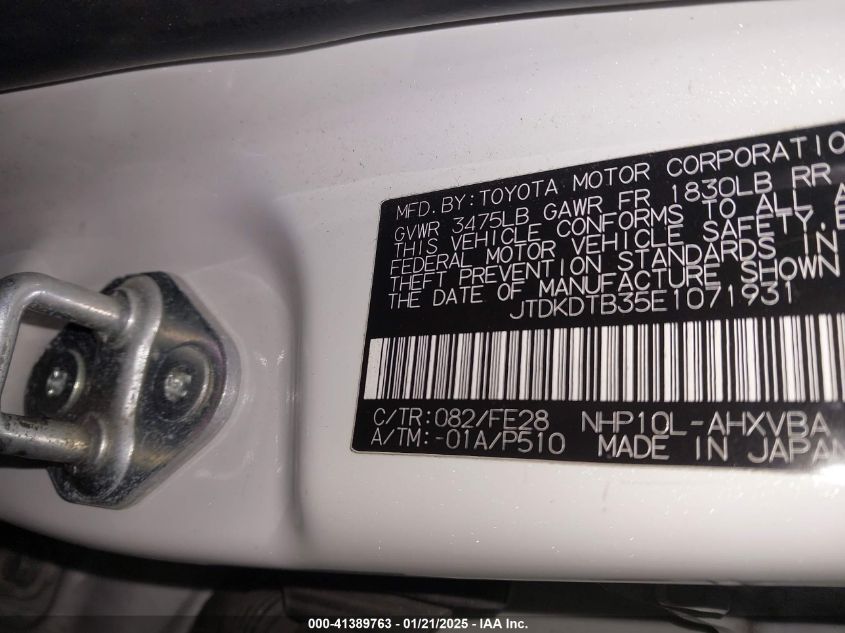 MFD. BY: TOYOTA MOTOR CORPORATION
GVWR 3475LB GAWR FR 1830LB RR
THIS VEHICLE CONFORMS TO ALL A
FEDERAL MOTOR VEHICLE SAFETY, B
THEFT PREVENTION STANDARDS IN
THE DATE OF MANUFACTURE SHOWN
JTDKDTB35E1071931
C/TR: 082/FE28 NHP10L-AHXVBA
A/TM: -01A/P510 MADE IN JAPAN
000-41389763 - 01/21/2025 - IAA Inc.